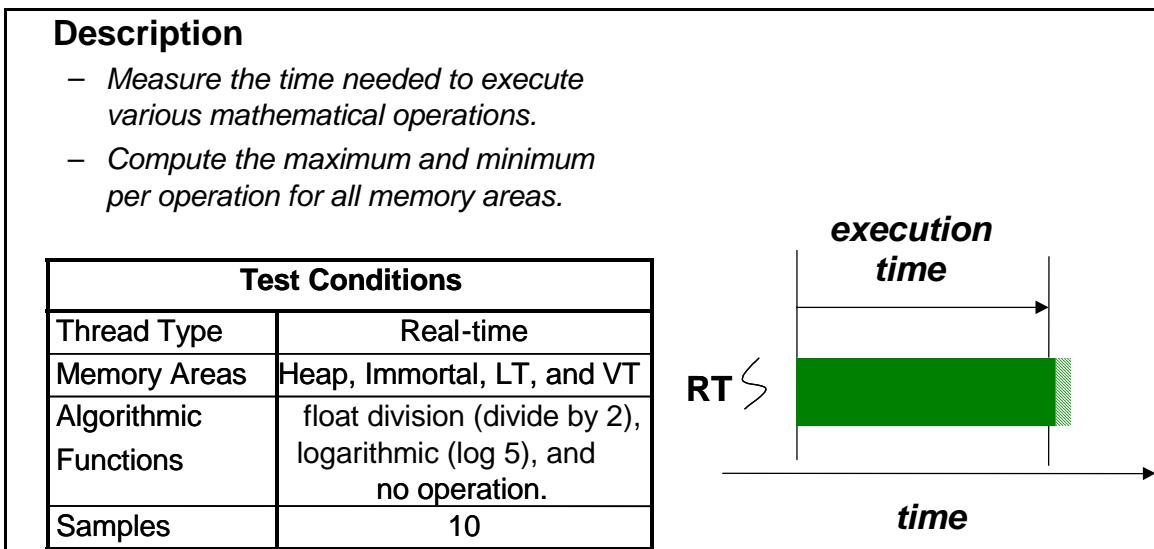 Description
– Measure the time needed to execute
various mathematical operations.
– Compute the maximum and minimum
per operation for all memory areas.
Test Conditions
Thread Type Real-time
Memory Areas Heap, Immortal, LT, and VT
Algorithmic Functions float division (divide by 2),
logarithmic (log 5), and
no operation.
Samples 10
execution
time
RT
time